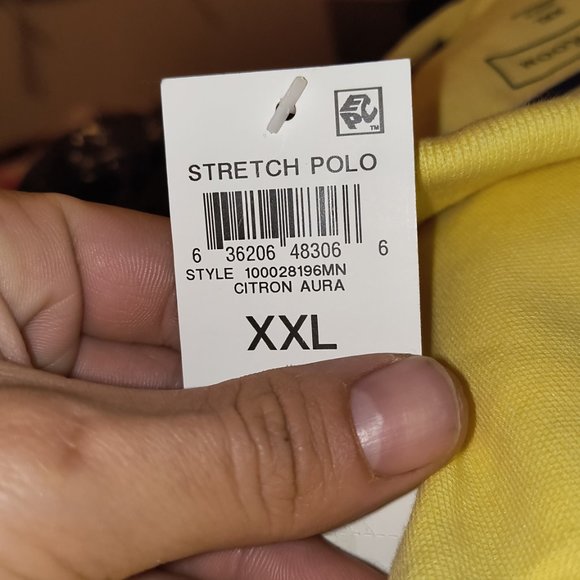 STRETCH POLO
6 36206 48306 6
STYLE 100028196MN
CITRON AURA
XXL